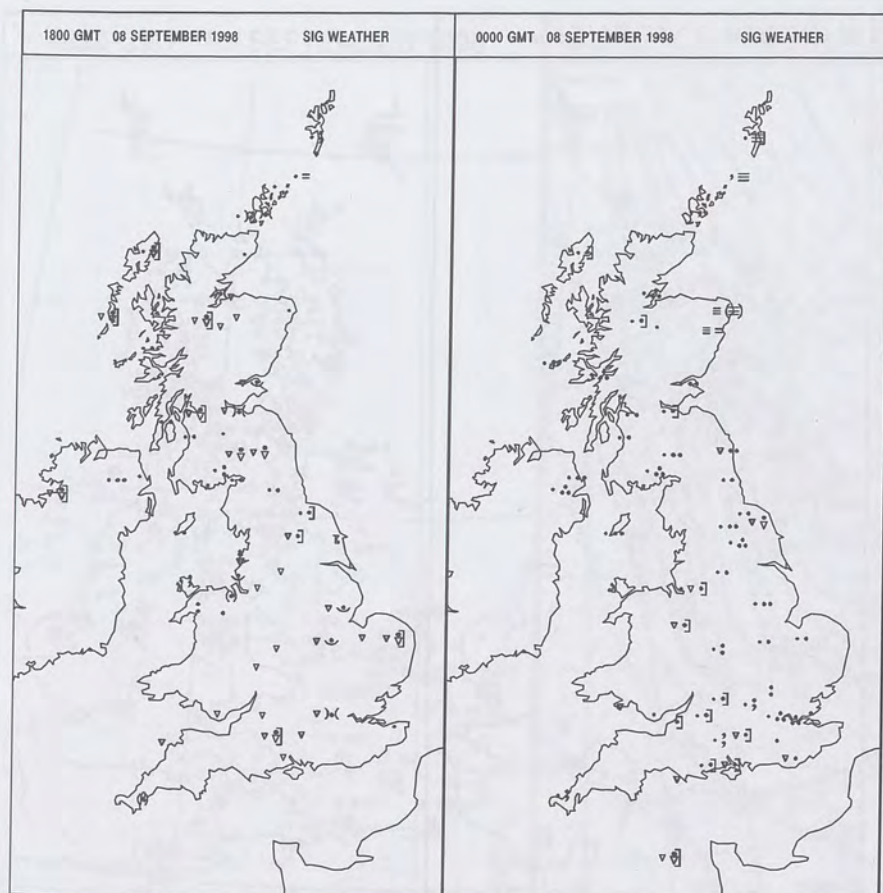 1800 GMT 08 SEPTEMBER 1998 SIG WEATHER
0000 GMT 08 SEPTEMBER 1998 SIG WEATHER